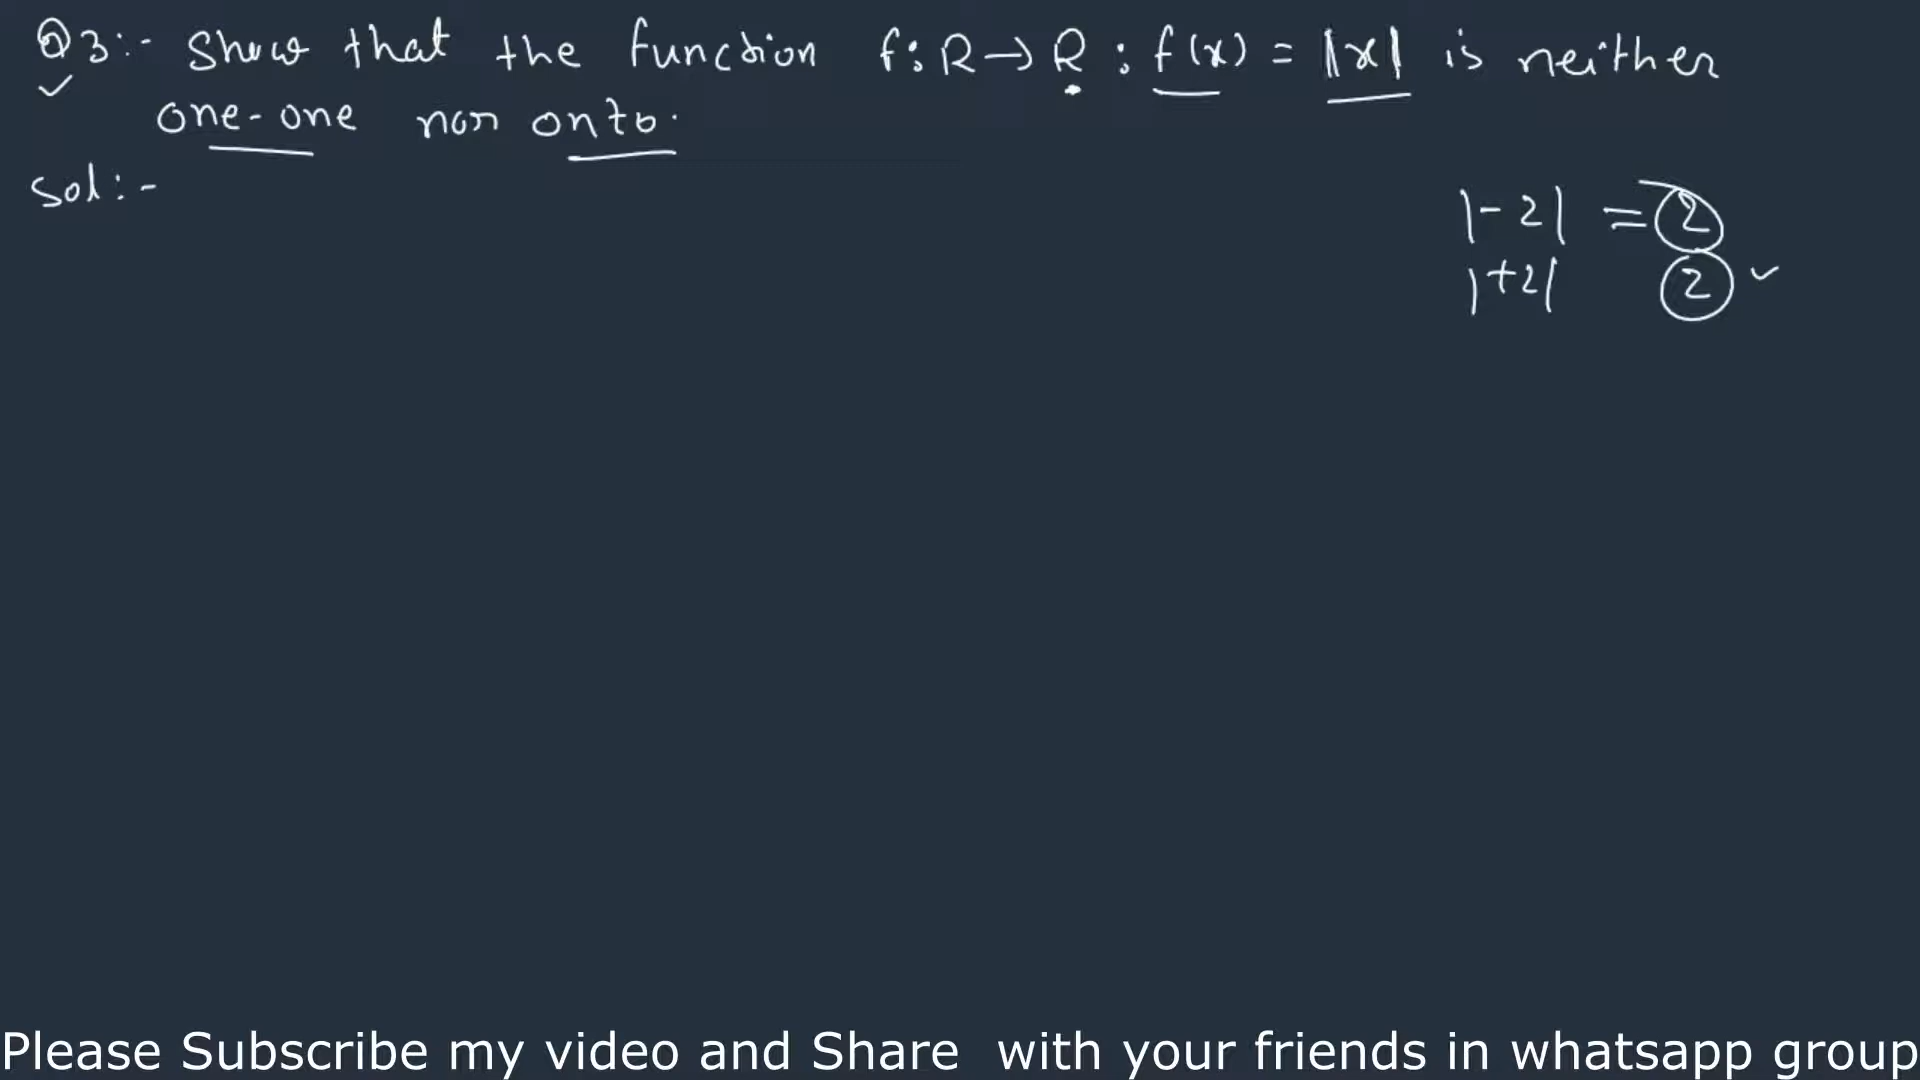 Q3:- Show that the function f: R → R : f(x) = |x| is neither
one-one nor onto.
Sol:-
|-2| = 2
|+2| 2 ✓
Please Subscribe my video and Share with your friends in whatsapp group